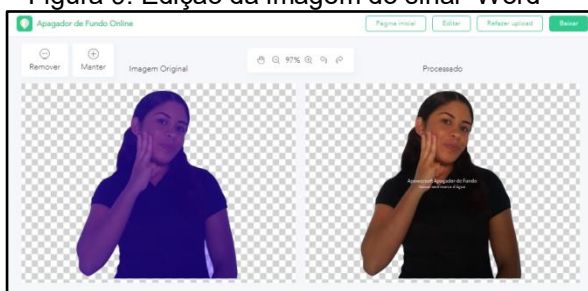 Figura 9: Edição da imagem do sinal "Word"
Apagador de Fundo Online
Pagina inicial
Editar
Refazer upload
Baixar
Remover
Manter
Imagem Original
97%
Processado
Apowersoft Apagador de Fundo